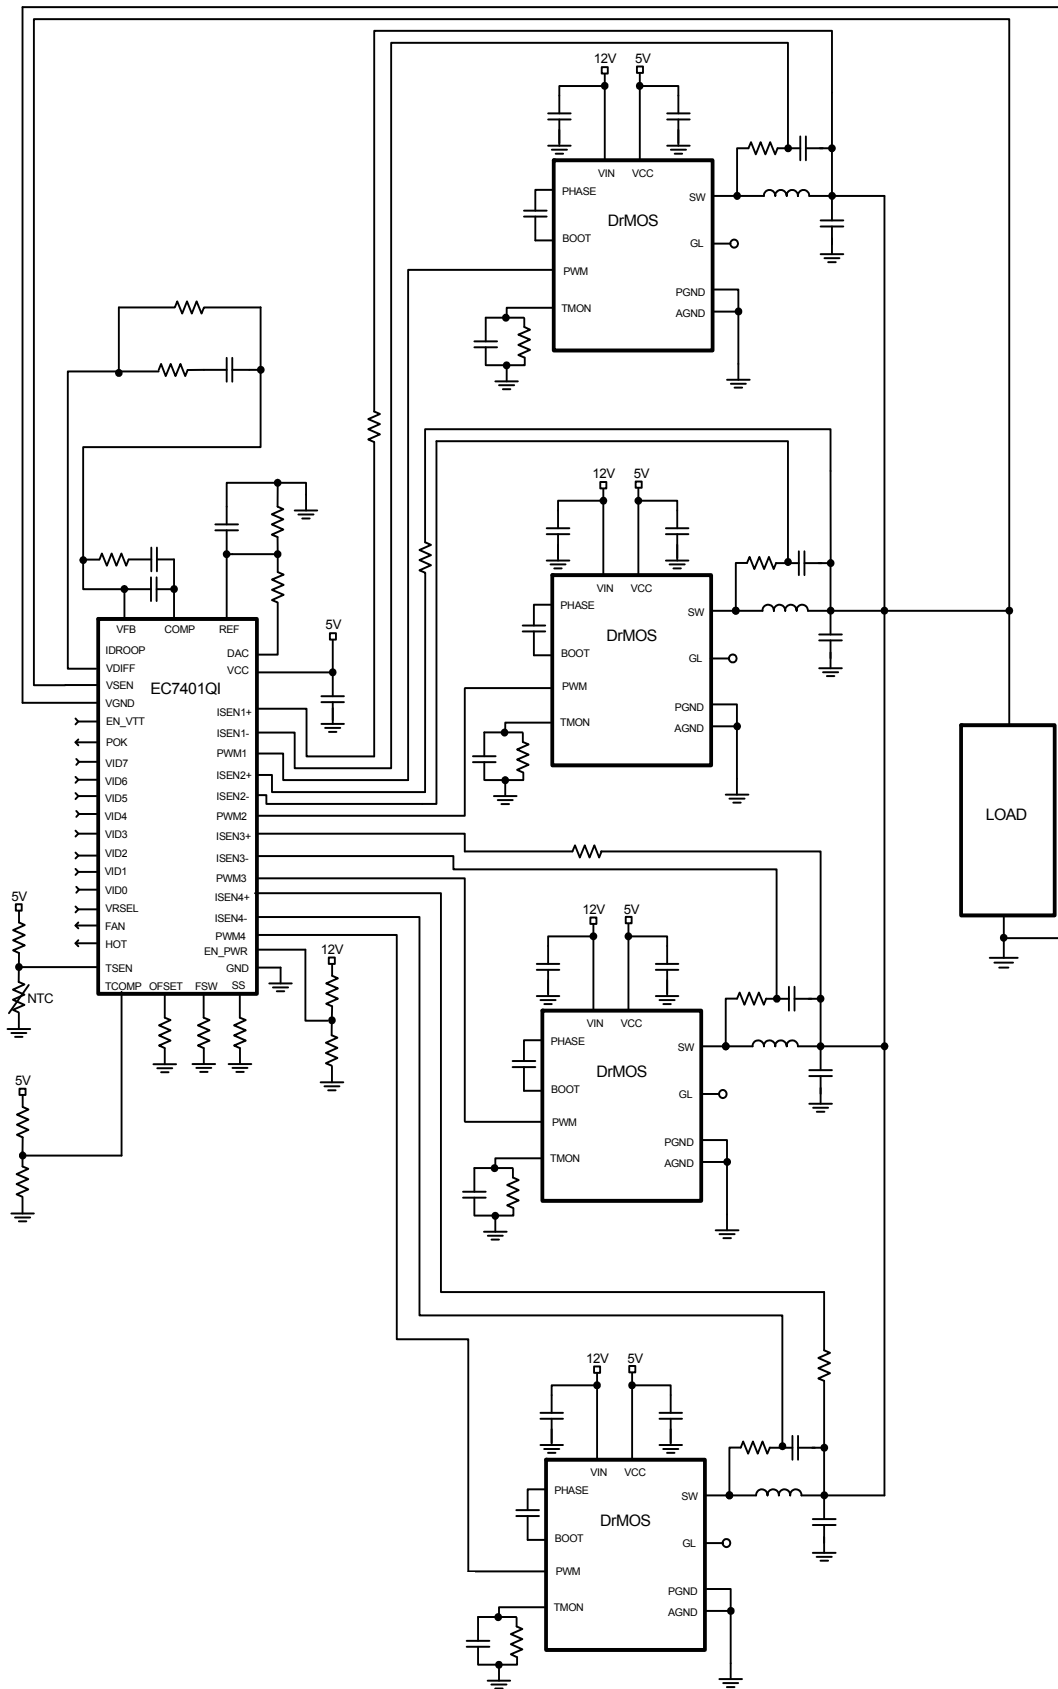 12V
5V
VIN
VCC
PHASE
SW
DrMOS
BOOT
GL
PWM
PGND
TMON
AGND
12V
5V
VIN
VCC
PHASE
SW
DrMOS
BOOT
GL
PWM
PGND
TMON
AGND
VFB
COMP
REF
5V
IDROOP
DAC
VDIFF
VCC
VSEN
EC7401QI
VGND
ISEN1+
EN_VTT
ISEN1-
POK
PWM1
VID7
ISEN2+
VID6
ISEN2-
VID5
PWM2
VID4
ISEN3+
VID3
ISEN3-
VID2
PWM3
VID1
ISEN4+
VID0
ISEN4-
VRSEL
PWM4
FAN
EN_PWR
HOT
GND
TSEN
TCOMP
OFSET
FSW
SS
5V
NTC
12V
5V
LOAD
12V
5V
VIN
VCC
PHASE
SW
DrMOS
BOOT
GL
PWM
PGND
TMON
AGND
12V
5V
VIN
VCC
PHASE
SW
DrMOS
BOOT
GL
PWM
PGND
TMON
AGND